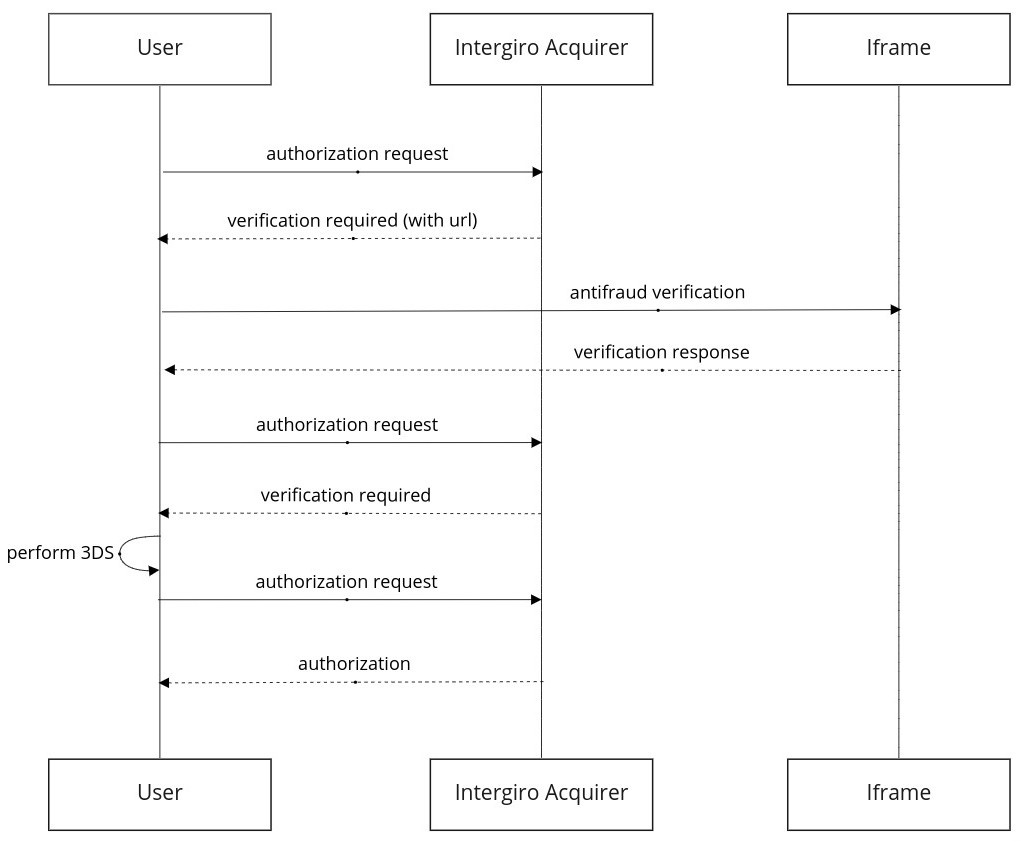 User
Intergiro Acquirer
Iframe
authorization request
verification required (with url)
antifraud verification
verification response
authorization request
verification required
perform 3DS
authorization request
authorization
User
Intergiro Acquirer
Iframe